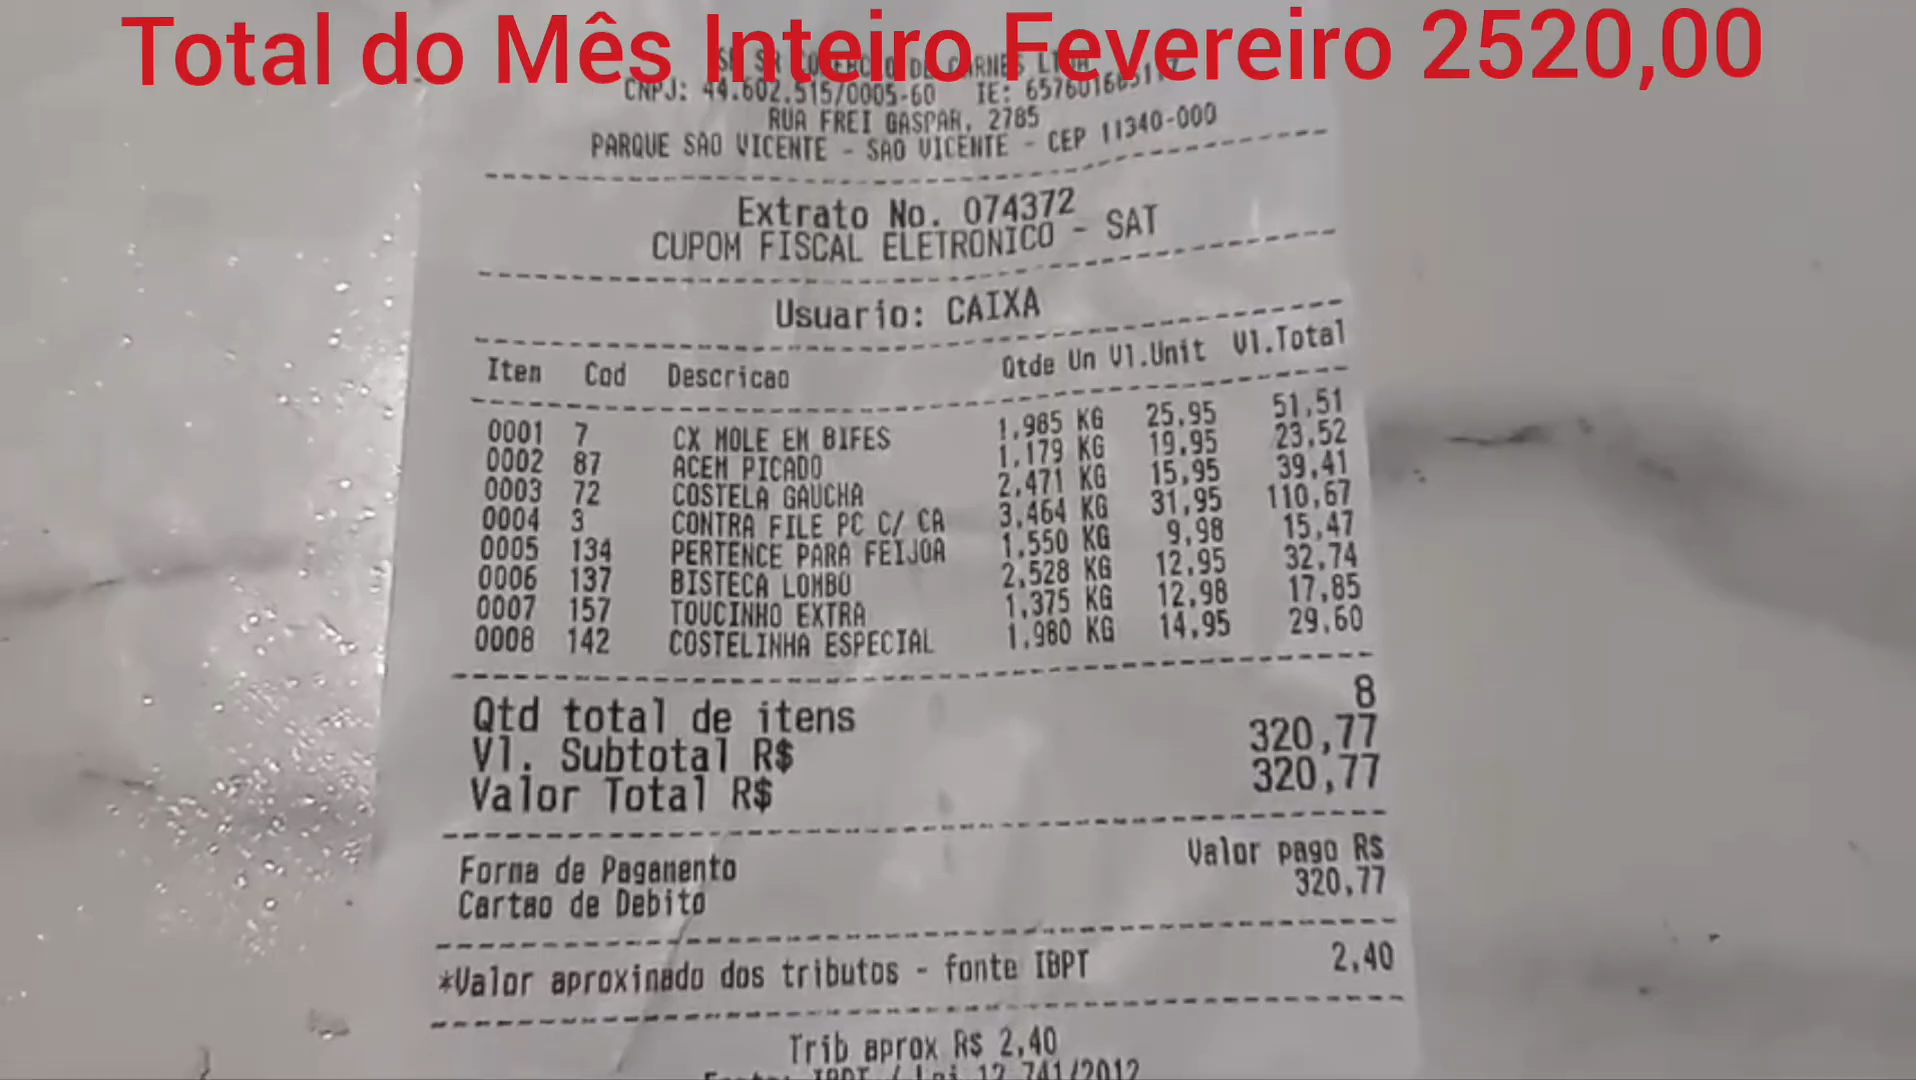 Total do Mês Inteiro Fevereiro 2520,00
CNPJ: 44.602.515/0005-60 IE:
RUA FREI GASPAR, 2785
PARQUE SAO VICENTE - SAO VICENTE - CEP 11340-000
Extrato No. 074372
CUPOM FISCAL ELETRONICO - SAT
Usuario: CAIXA
Item Cod Descricao Qtde Un Vl.Unit Vl.Total
0001 7 CX MOLE EM BIFES 1,985 KG 25,95 51,51
0002 87 ACEM PICADO 1,179 KG 19,95 23,52
0003 72 COSTELA GAUCHA 2,471 KG 15,95 39,41
0004 3 CONTRA FILE PC C/ CA 3,464 KG 31,95 110,67
0005 134 PERTENCE PARA FEIJOA 1,550 KG 9,98 15,47
0006 137 BISTECA LOMBO 2,528 KG 12,95 32,74
0007 157 TOUCINHO EXTRA 1,375 KG 12,98 17,85
0008 142 COSTELINHA ESPECIAL 1,980 KG 14,95 29,60
Qtd total de itens 8
Vl. Subtotal R$ 320,77
Valor Total R$ 320,77
Forma de Pagamento Valor pago R$
Cartao de Debito 320,77
*Valor aproximado dos tributos - fonte IBPT 2,40
Trib aprox R$ 2,40
Fonte: IBPT / Lei 12.741/2012